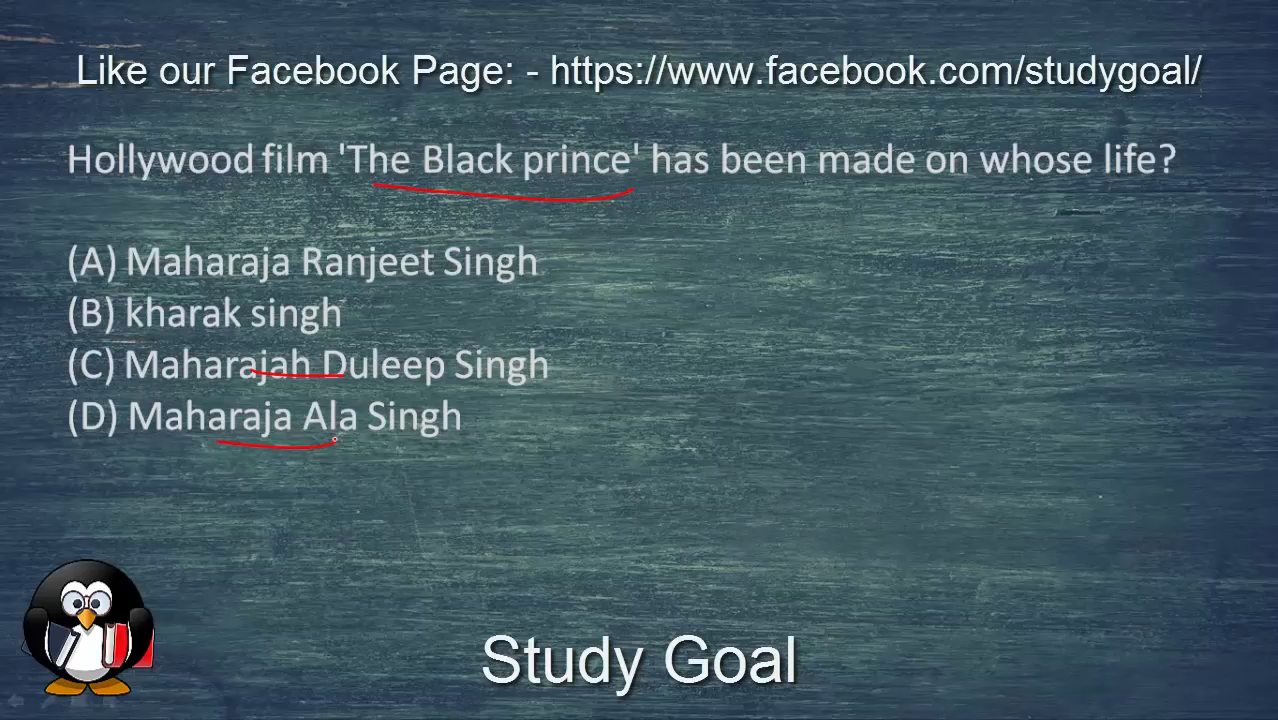 Like our Facebook Page: - https://www.facebook.com/studygoal/
Hollywood film 'The Black prince' has been made on whose life?
(A) Maharaja Ranjeet Singh
(B) kharak singh
(C) Maharajah Duleep Singh
(D) Maharaja Ala Singh
Study Goal